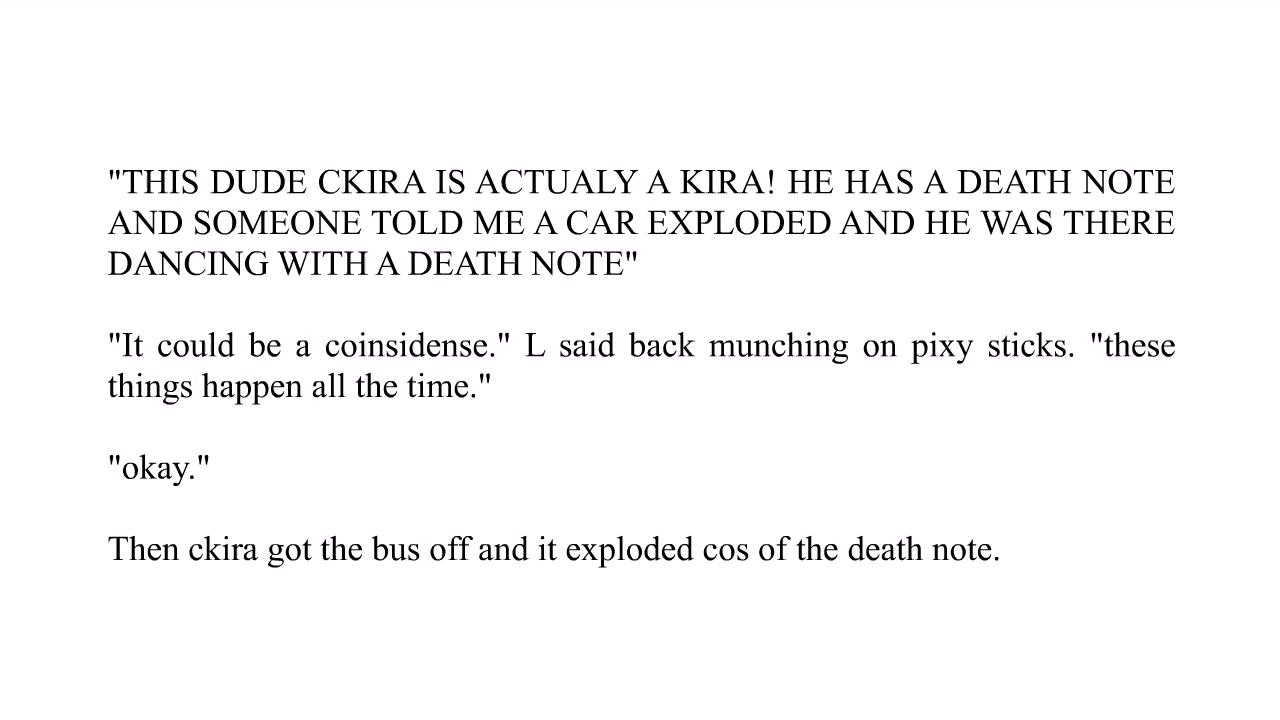 "THIS DUDE CKIRA IS ACTUALY A KIRA! HE HAS A DEATH NOTE
AND SOMEONE TOLD ME A CAR EXPLODED AND HE WAS THERE
DANCING WITH A DEATH NOTE"
"It could be a coinsidense." L said back munching on pixy sticks. "these
things happen all the time."
"okay."
Then ckira got the bus off and it exploded cos of the death note.